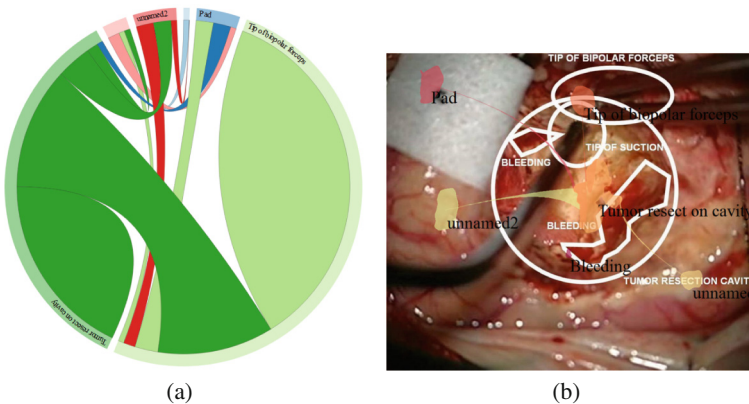 unnamed2
Pad
Tip of bipolar forceps
Tumor resect on cavity
(a)
TIP OF BIPOLAR FORCEPS
Pad
Tip of bipolar forceps
TIP OF SUCTION
BLEEDING
unnamed2
Tumor resect on cavity
BLEEDING
Bleeding
TUMOR RESECTION CAVIT
unname
(b)